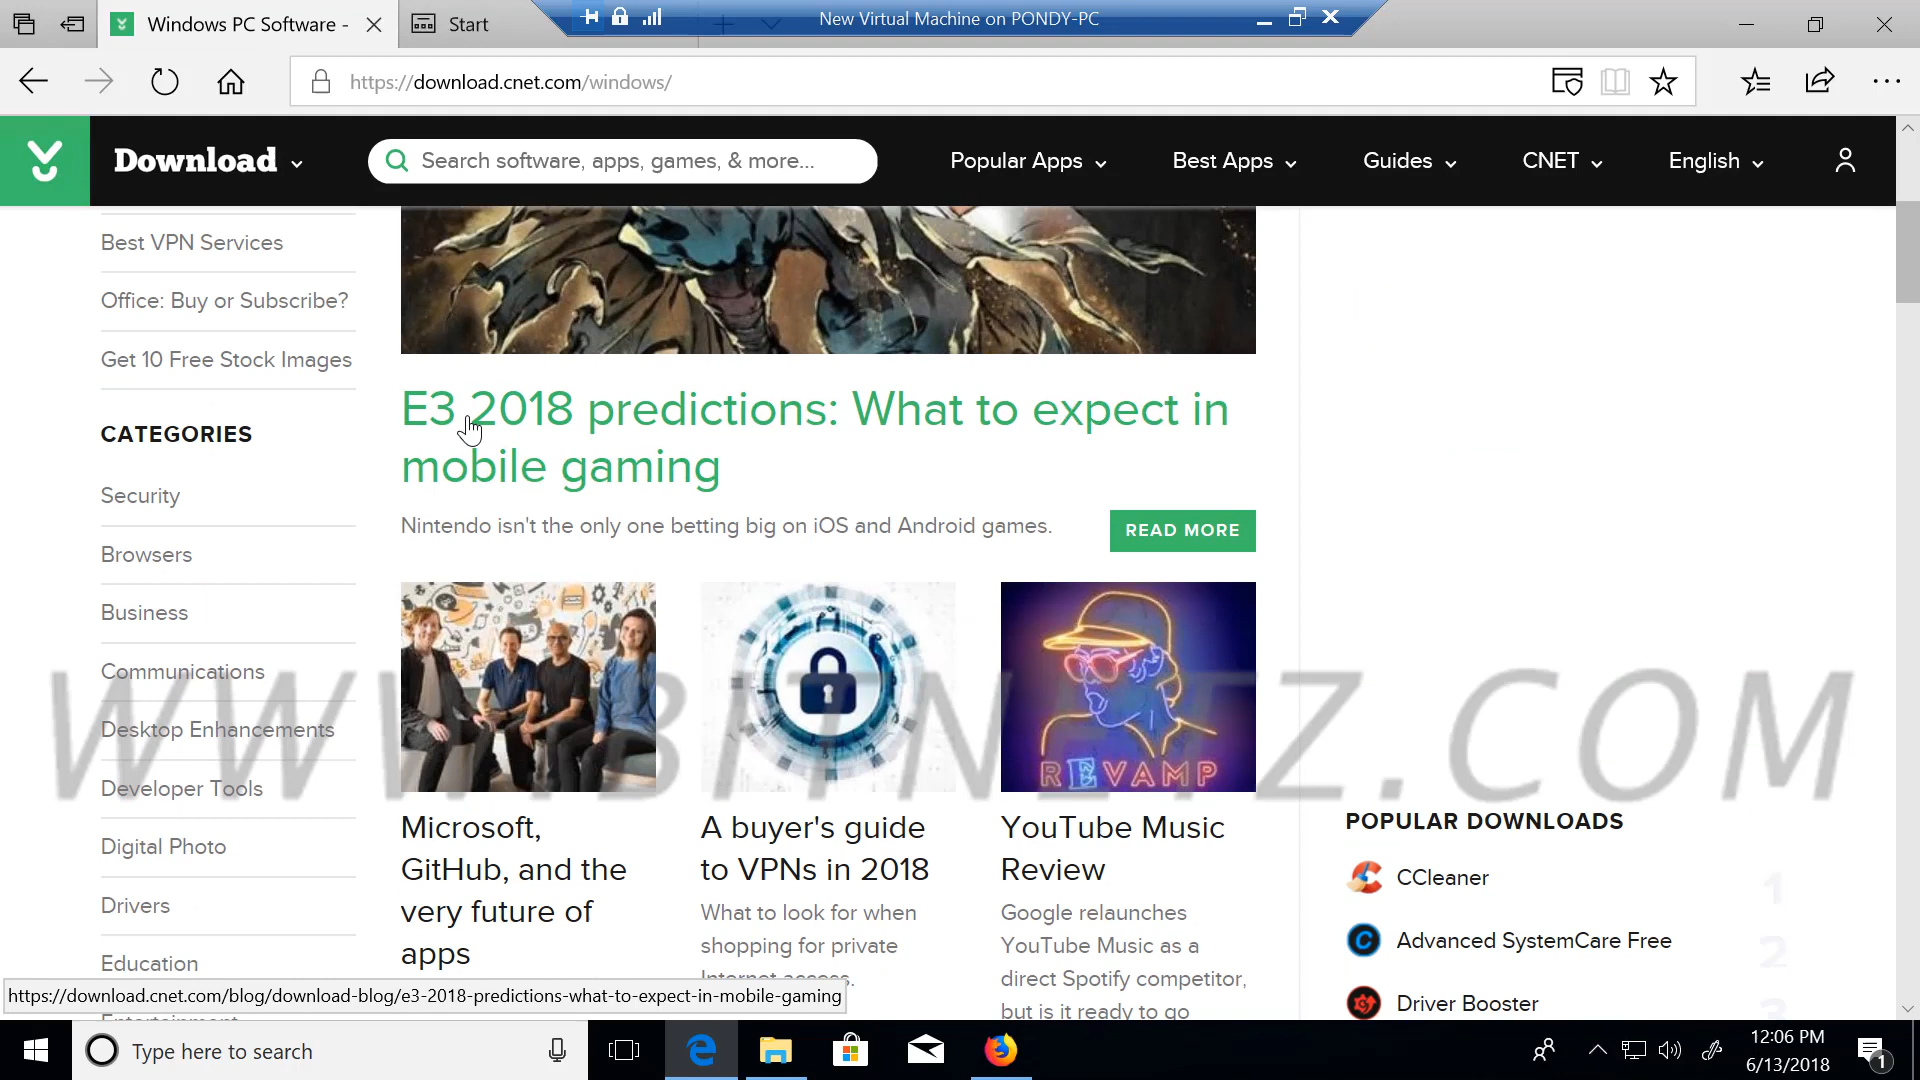 Windows PC Software -
Start
New Virtual Machine on PONDY-PC
https://download.cnet.com/windows/
Download
Search software, apps, games, & more...
Popular Apps
Best Apps
Guides
CNET
English
Best VPN Services
Office: Buy or Subscribe?
Get 10 Free Stock Images
CATEGORIES
Security
Browsers
Business
Communications
Desktop Enhancements
Developer Tools
Digital Photo
Drivers
Education
Entertainment
E3 2018 predictions: What to expect in
mobile gaming
Nintendo isn't the only one betting big on iOS and Android games.
READ MORE
REVAMP
Microsoft,
GitHub, and the
very future of
apps
A buyer's guide
to VPNs in 2018
What to look for when
shopping for private
Internet access.
YouTube Music
Review
Google relaunches
YouTube Music as a
direct Spotify competitor,
but is it ready to go
POPULAR DOWNLOADS
CCleaner
1
Advanced SystemCare Free
2
Driver Booster
3
WWW.BITNETZ.COM
https://download.cnet.com/blog/download-blog/e3-2018-predictions-what-to-expect-in-mobile-gaming
Type here to search
12:06 PM
6/13/2018
1